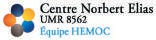 Centre Norbert Elias
UMR 8562
Équipe HEMOC